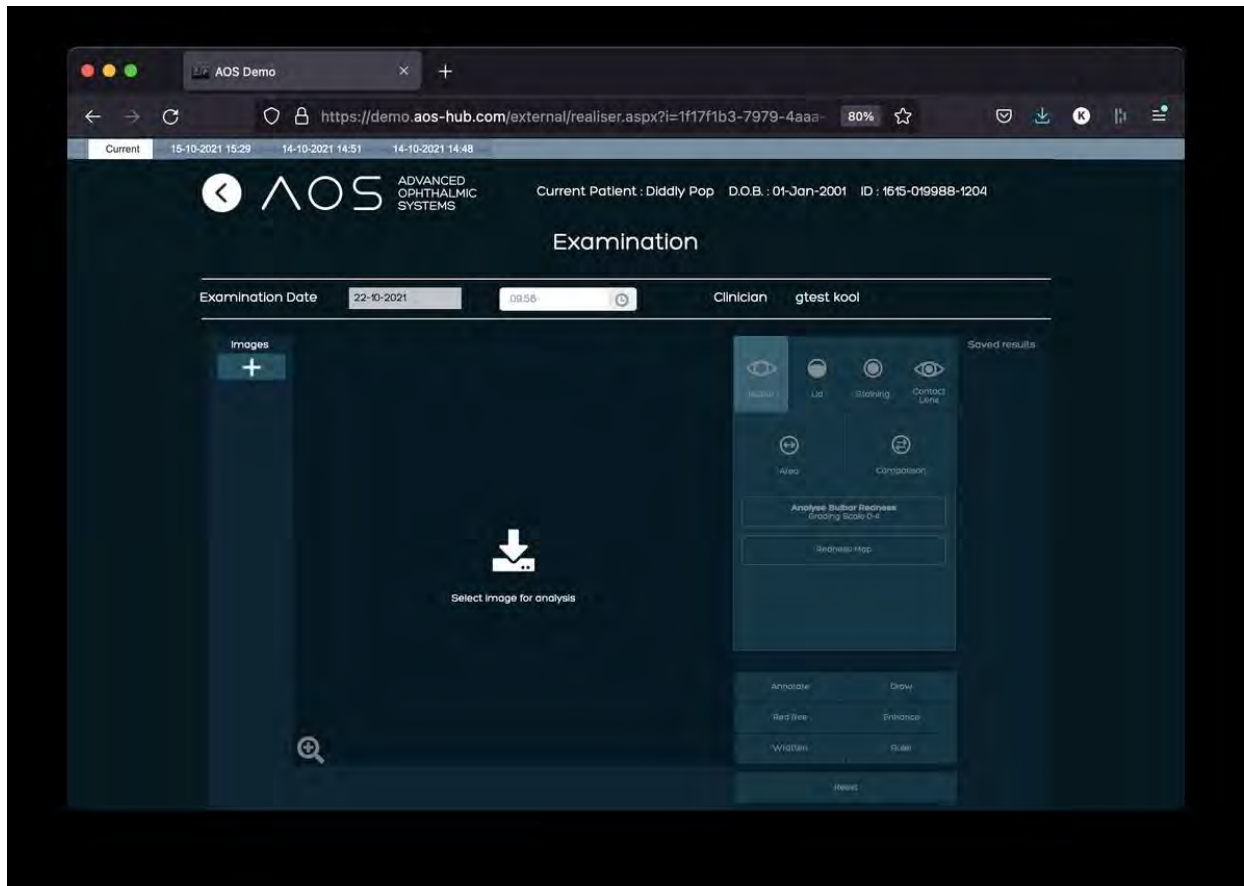 AOS Demo
https://demo.aos-hub.com/external/realiser.aspx?i=1f17f1b3-7979-4aaa- 80%
K
Current 15-10-2021 15:29 14-10-2021 14:51 14-10-2021 14:48
AOS ADVANCED
OPHTHALMIC
SYSTEMS
Current Patient : Diddly Pop D.O.B. : 01-Jan-2001 ID : 1615-019988-1204
Examination
Examination Date 22-10-2021 09:56 Clinician gtest kool
Images
Saved results
Bulbar Lid Staining Contact
Lens
Area Comparison
Analyse Bulbar Redness
Grading Scale 0-4
Redness Map
Select image for analysis
Annotate Draw
Red free Enhance
Wratten Ruler
Reset